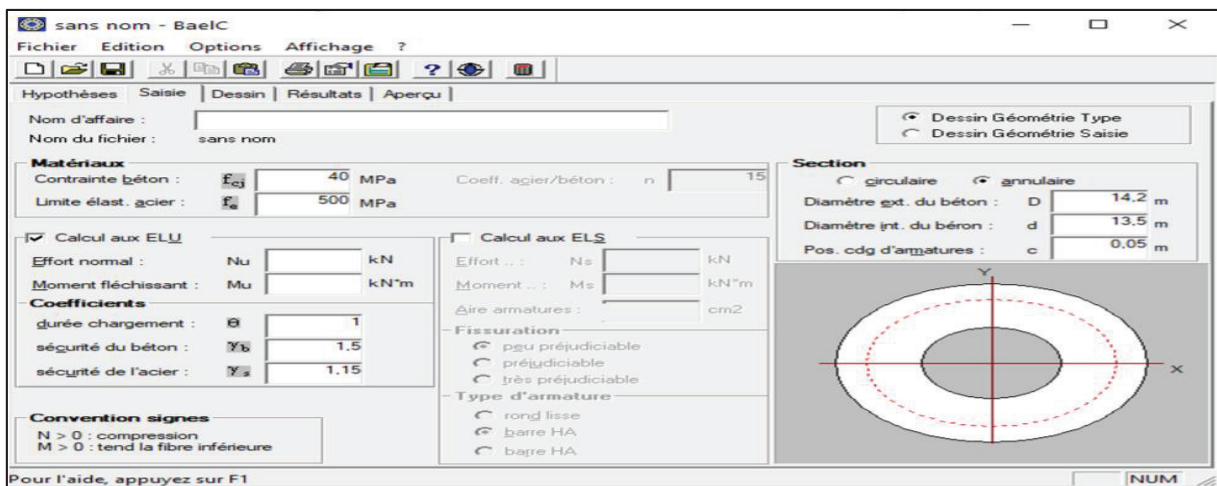 sans nom - BaelC
Fichier Edition Options Affichage ?
Hypothèses Saisie Dessin Résultats Aperçu
Nom d'affaire :
Nom du fichier : sans nom
Dessin Géométrie Type
Dessin Géométrie Saisie
Matériaux
Contrainte béton : fcj 40 MPa Coeff. acier/béton : n 15
Limite élast. acier : fe 500 MPa
Section
circulaire annulaire
Diamètre ext. du béton : D 14,2 m
Diamètre int. du béron : d 13,5 m
Pos. cdg d'armatures : c 0,05 m
Calcul aux ELU
Effort normal : Nu kN
Moment fléchissant : Mu kN*m
Coefficients
durée chargement : θ 1
sécurité du béton : γb 1,5
sécurité de l'acier : γs 1,15
Calcul aux ELS
Effort .. : Ns kN
Moment .. : Ms kN*m
Aire armatures : cm2
Fissuration
peu préjudiciable
préjudiciable
très préjudiciable
Type d'armature
rond lisse
barre HA
barre HA
Y
X
Convention signes
N > 0 : compression
M > 0 : tend la fibre inférieure
Pour l'aide, appuyez sur F1 NUM